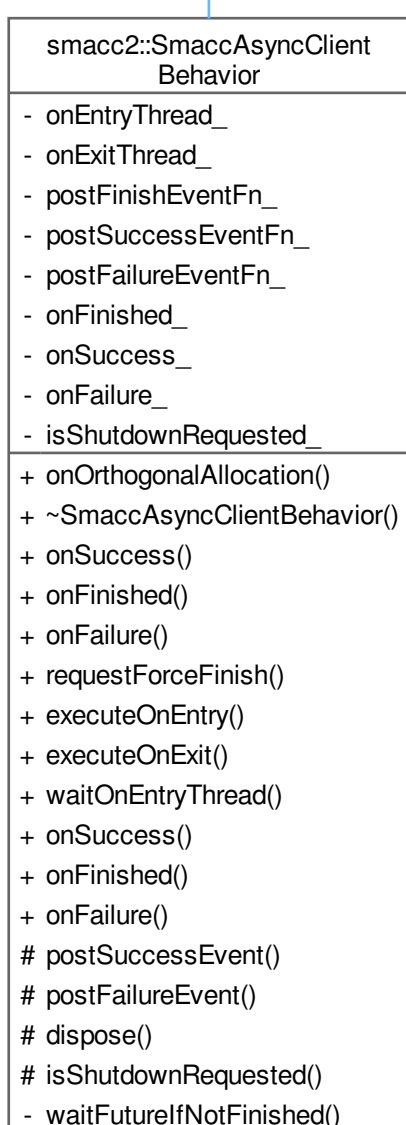 smacc2::SmaccAsyncClient
Behavior
- onEntryThread_
- onExitThread_
- postFinishEventFn_
- postSuccessEventFn_
- postFailureEventFn_
- onFinished_
- onSuccess_
- onFailure_
- isShutdownRequested_
+ onOrthogonalAllocation()
+ ~SmaccAsyncClientBehavior()
+ onSuccess()
+ onFinished()
+ onFailure()
+ requestForceFinish()
+ executeOnEntry()
+ executeOnExit()
+ waitOnEntryThread()
+ onSuccess()
+ onFinished()
+ onFailure()
# postSuccessEvent()
# postFailureEvent()
# dispose()
# isShutdownRequested()
- waitFutureIfNotFinished()